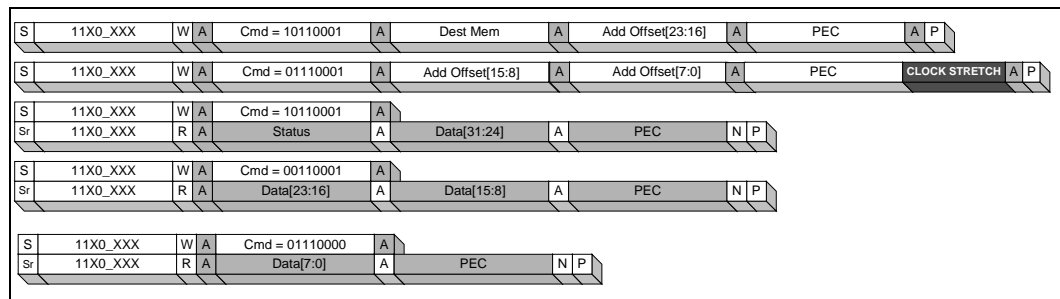 S 11X0_XXX W A Cmd = 10110001 A Dest Mem A Add Offset[23:16] A PEC A P
S 11X0_XXX W A Cmd = 01110001 A Add Offset[15:8] A Add Offset[7:0] A PEC CLOCK STRETCH A P
S 11X0_XXX W A Cmd = 10110001 A
Sr 11X0_XXX R A Status A Data[31:24] A PEC N P
S 11X0_XXX W A Cmd = 00110001 A
Sr 11X0_XXX R A Data[23:16] A Data[15:8] A PEC N P
S 11X0_XXX W A Cmd = 01110000 A
Sr 11X0_XXX R A Data[7:0] A PEC N P